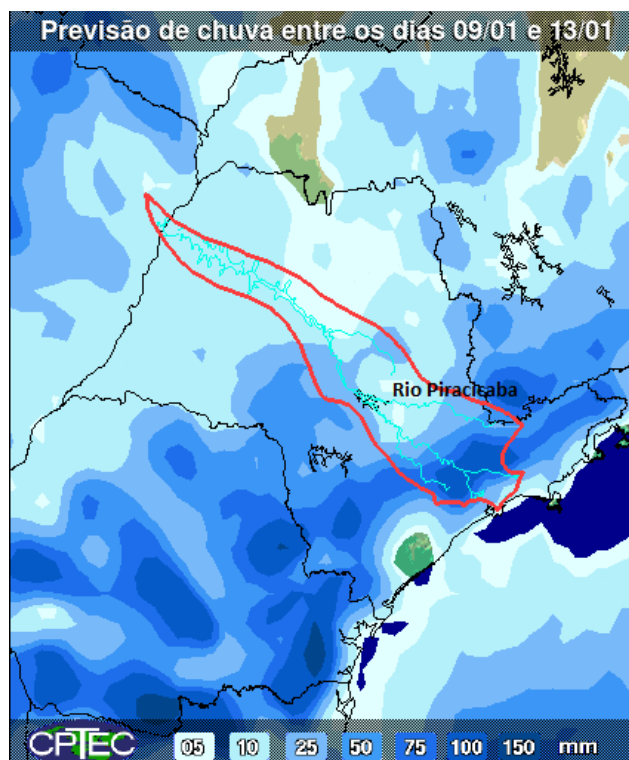 Previsão de chuva entre os dias 09/01 e 13/01
Rio Piracicaba
CPTEC 05 10 25 50 75 100 150 mm